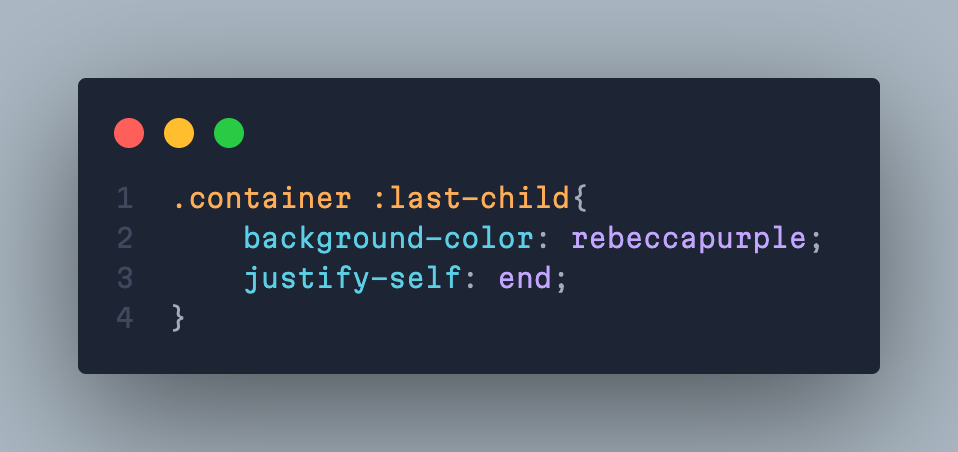 1 .container :last-child{
2     background-color: rebeccapurple;
3     justify-self: end;
4 }